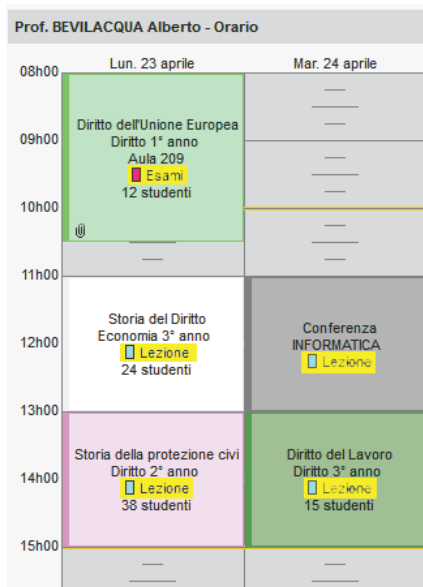 Prof. BEVILACQUA Alberto - Orario
Lun. 23 aprile
Mar. 24 aprile
08h00
09h00
10h00
11h00
12h00
13h00
14h00
15h00
Diritto dell'Unione Europea
Diritto 1° anno
Aula 209
Esami
12 studenti
Storia del Diritto
Economia 3° anno
Lezione
24 studenti
Storia della protezione civi
Diritto 2° anno
Lezione
38 studenti
Conferenza
INFORMATICA
Lezione
Diritto del Lavoro
Diritto 3° anno
Lezione
15 studenti